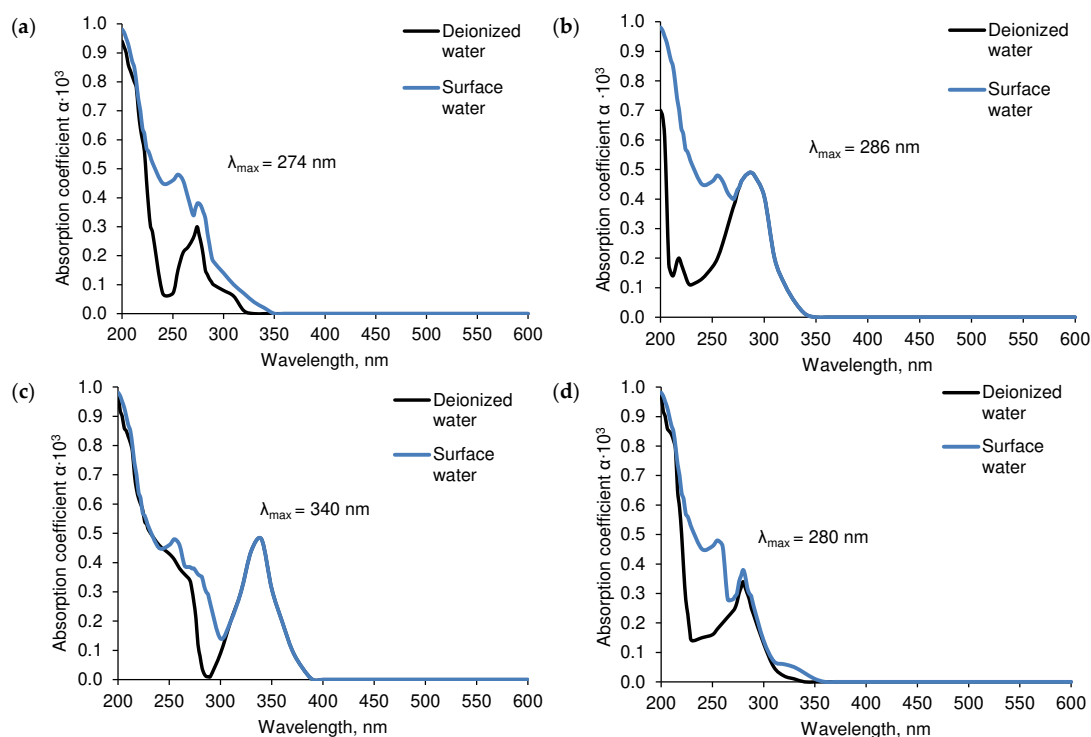 (a)
Absorption coefficient α·10³
1.0
0.9
0.8
0.7
0.6
0.5
0.4
0.3
0.2
0.1
0.0
Deionized
water
Surface
water
λmax = 274 nm
200 250 300 350 400 450 500 550 600
Wavelength, nm
(b)
Absorption coefficient α·10³
1.0
0.9
0.8
0.7
0.6
0.5
0.4
0.3
0.2
0.1
0.0
Deionized
water
Surface
water
λmax = 286 nm
200 250 300 350 400 450 500 550 600
Wavelength, nm
(c)
Absorption coefficient α·10³
1.0
0.9
0.8
0.7
0.6
0.5
0.4
0.3
0.2
0.1
0.0
Deionized
water
Surface
water
λmax = 340 nm
200 250 300 350 400 450 500 550 600
Wavelength, nm
(d)
Absorption coefficient α·10³
1.0
0.9
0.8
0.7
0.6
0.5
0.4
0.3
0.2
0.1
0.0
Deionized
water
Surface
water
λmax = 280 nm
200 250 300 350 400 450 500 550 600
Wavelength, nm